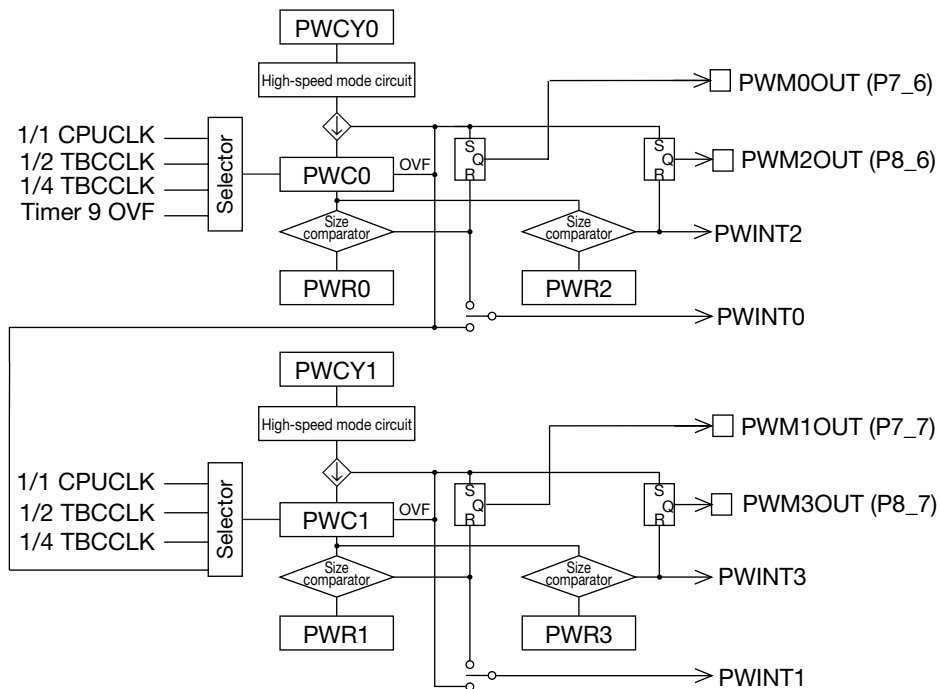 PWCY0
High-speed mode circuit
PWM0OUT (P7_6)
1/1 CPUCLK
1/2 TBCCLK
1/4 TBCCLK
Timer 9 OVF
Selector
PWC0
OVF
S
Q
R
S
Q
R
PWM2OUT (P8_6)
Size
comparator
Size
comparator
PWINT2
PWR0
PWR2
PWINT0
PWCY1
High-speed mode circuit
PWM1OUT (P7_7)
1/1 CPUCLK
1/2 TBCCLK
1/4 TBCCLK
Selector
PWC1
OVF
S
Q
R
S
Q
R
PWM3OUT (P8_7)
Size
comparator
Size
comparator
PWINT3
PWR1
PWR3
PWINT1